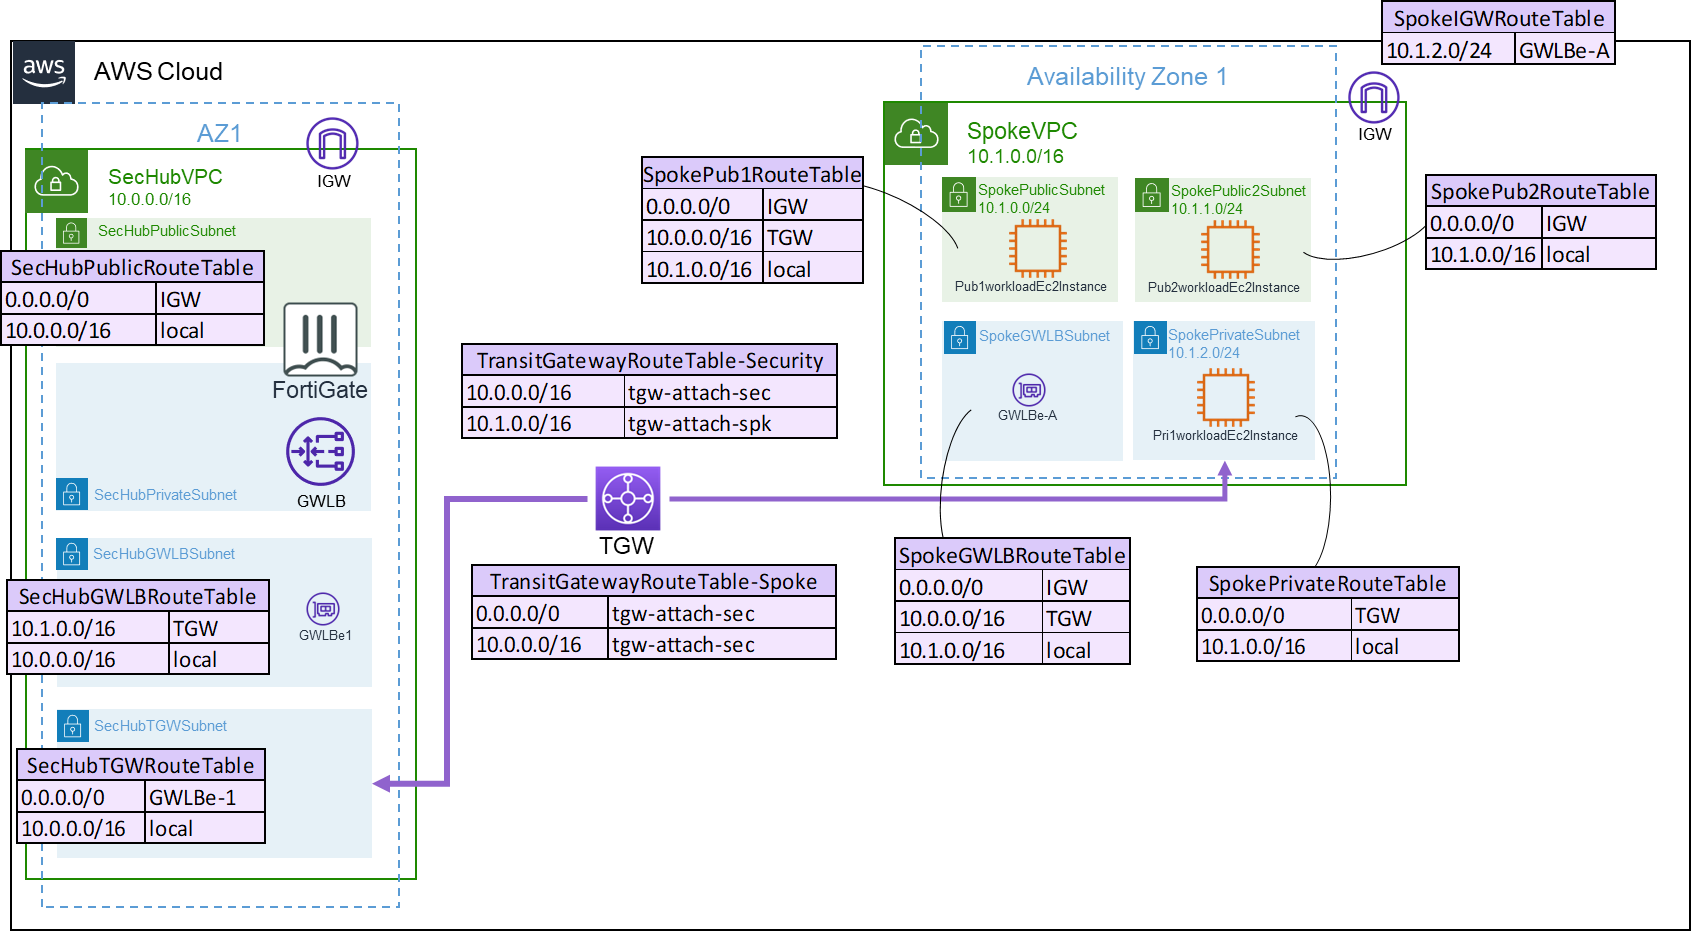 SpokeIGWRouteTable
10.1.2.0/24 GWLBe-A
aws
AWS Cloud
Availability Zone 1
IGW
AZ1
IGW
SecHubVPC
10.0.0.0/16
SecHubPublicSubnet
SecHubPublicRouteTable
0.0.0.0/0 IGW
10.0.0.0/16 local
FortiGate
GWLB
SecHubPrivateSubnet
SecHubGWLBSubnet
SecHubGWLBRouteTable
10.1.0.0/16 TGW
10.0.0.0/16 local
GWLBe1
SecHubTGWSubnet
SecHubTGWRouteTable
0.0.0.0/0 GWLBe-1
10.0.0.0/16 local
TransitGatewayRouteTable-Security
10.0.0.0/16 tgw-attach-sec
10.1.0.0/16 tgw-attach-spk
TGW
TransitGatewayRouteTable-Spoke
0.0.0.0/0 tgw-attach-sec
10.0.0.0/16 tgw-attach-sec
SpokePub1RouteTable
0.0.0.0/0 IGW
10.0.0.0/16 TGW
10.1.0.0/16 local
SpokeVPC
10.1.0.0/16
SpokePublicSubnet
10.1.0.0/24
Pub1workloadEc2Instance
SpokePublic2Subnet
10.1.1.0/24
Pub2workloadEc2Instance
SpokePub2RouteTable
0.0.0.0/0 IGW
10.1.0.0/16 local
SpokeGWLBSubnet
GWLBe-A
SpokePrivateSubnet
10.1.2.0/24
Pri1workloadEc2Instance
SpokeGWLBRouteTable
0.0.0.0/0 IGW
10.0.0.0/16 TGW
10.1.0.0/16 local
SpokePrivateRouteTable
0.0.0.0/0 TGW
10.1.0.0/16 local